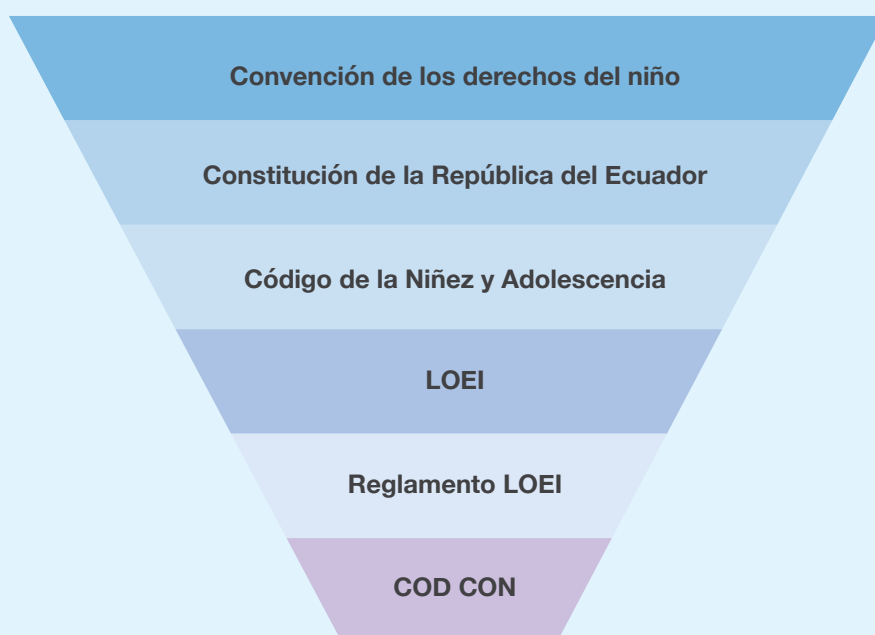 Convención de los derechos del niño
Constitución de la República del Ecuador
Código de la Niñez y Adolescencia
LOEI
Reglamento LOEI
COD CON